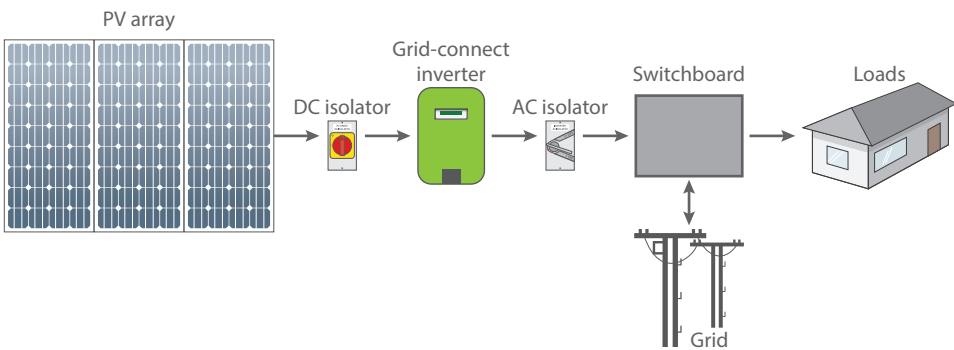 PV array
Grid-connect
inverter
DC isolator
AC isolator
Switchboard
Loads
Grid